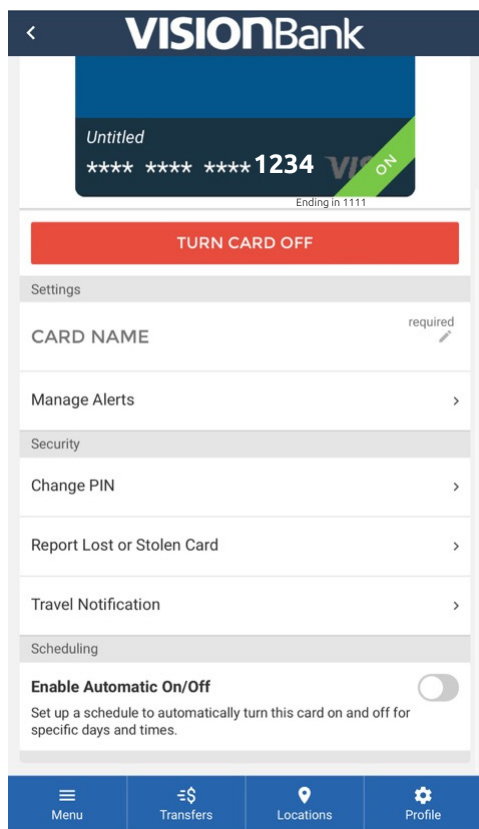 VISIONBank
Untitled
**** **** **** 1234 VIS
ON
Ending in 1111
TURN CARD OFF
Settings
CARD NAME
required
Manage Alerts
Security
Change PIN
Report Lost or Stolen Card
Travel Notification
Scheduling
Enable Automatic On/Off
Set up a schedule to automatically turn this card on and off for
specific days and times.
Menu
Transfers
Locations
Profile